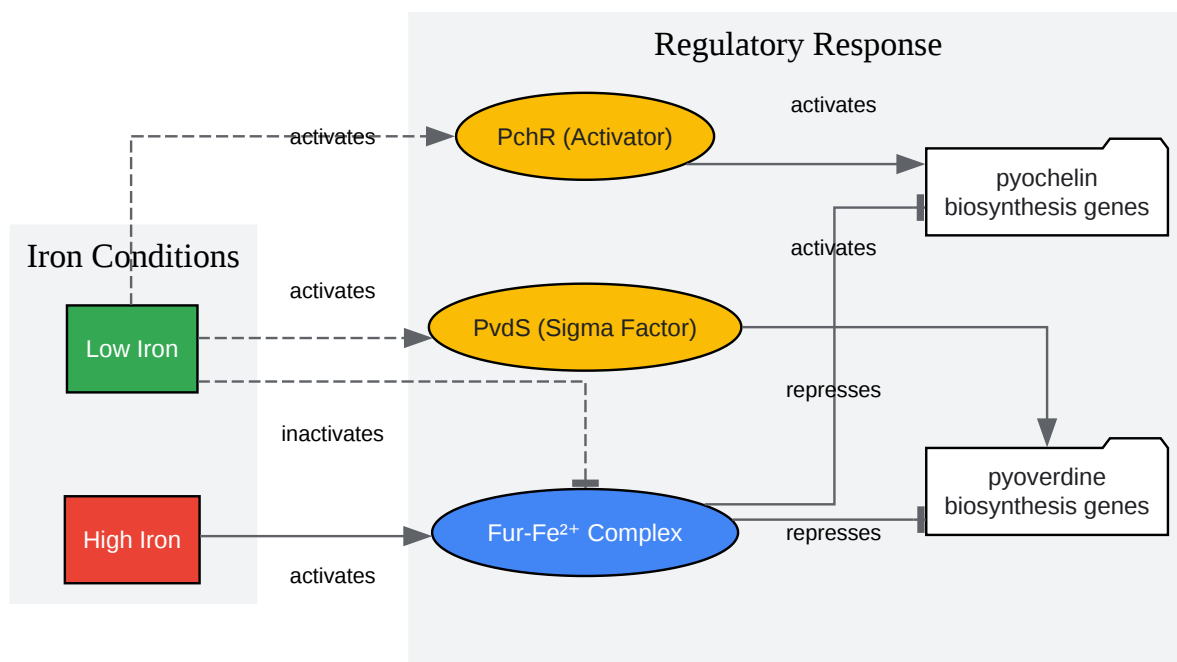 Regulatory Response
activates
activates
PchR (Activator)
pyochelin
biosynthesis genes
Iron Conditions
activates
activates
Low Iron
PvdS (Sigma Factor)
represses
inactivates
pyoverdine
biosynthesis genes
High Iron
Fur-Fe²⁺ Complex
represses
activates